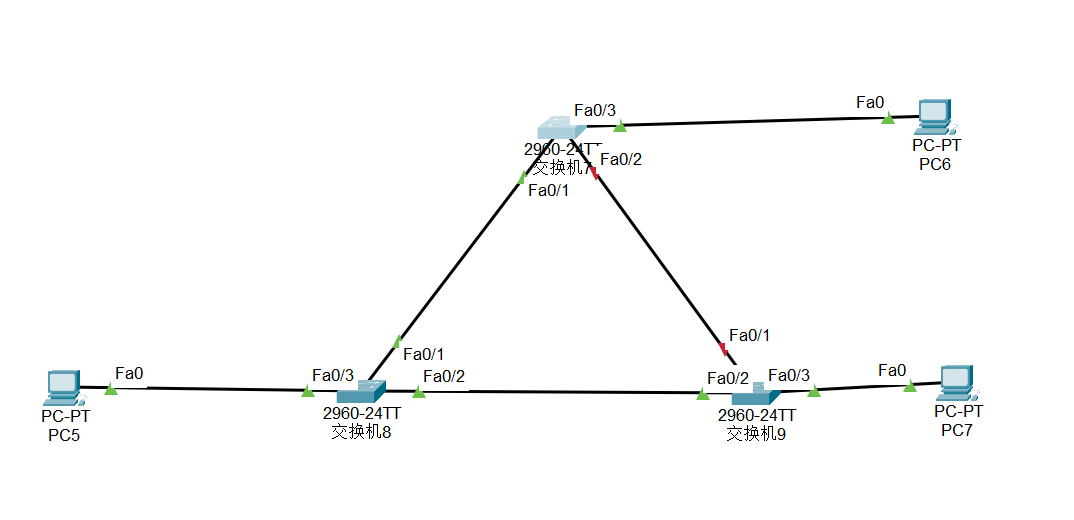 Fa0/3
Fa0
2960-24TT
交换机7
Fa0/2
Fa0/1
PC-PT
PC6
Fa0/1
Fa0/1
Fa0
Fa0/3
Fa0/2
PC-PT
PC5
2960-24TT
交换机8
Fa0/2
Fa0/3
Fa0
2960-24TT
交换机9
PC-PT
PC7